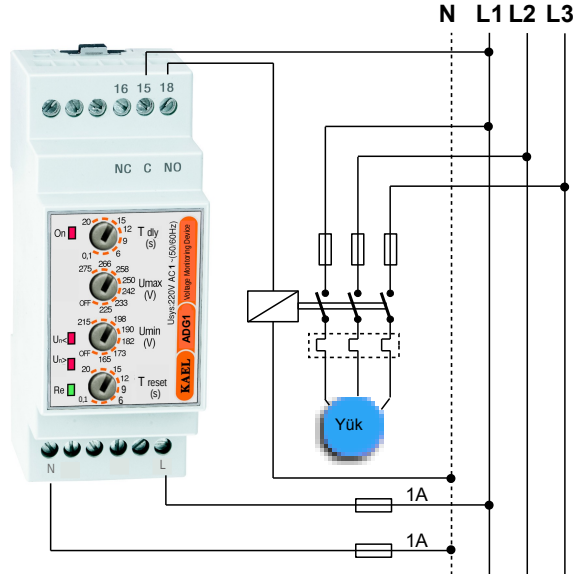 N L1 L2 L3
16 15 18
NC C NO
On
20 15 12 9 6 0,1
T dly
(s)
275 266 258 250 242 233 225 OFF
Umax
(V)
215 198 190 182 173 165 OFF
Umin
(V)
Un<
Un>
20 15 12 9 6 0,1
T reset
(s)
Re
Usys:220V AC 1 ~(50/60Hz)
Voltage Monitoring Device
ADG1
KAEL
Yük
N L
1A
1A